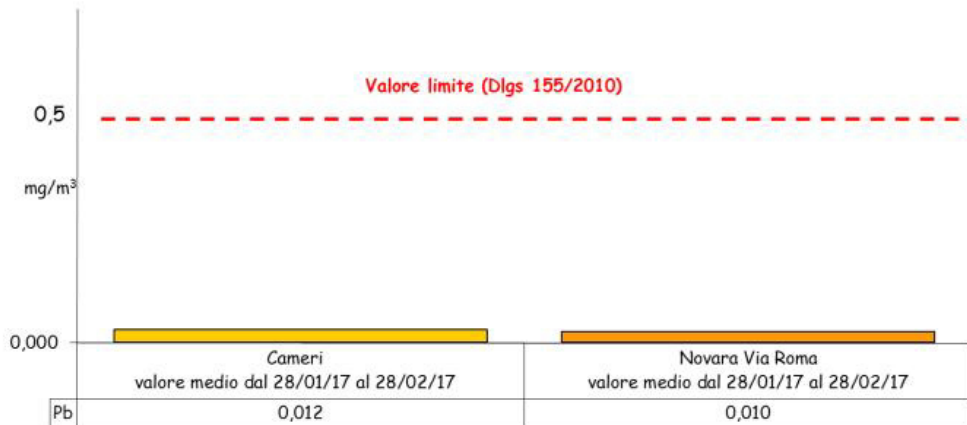 Valore limite (Dlgs 155/2010)
0,5
mg/m³
0,000
Cameri
valore medio dal 28/01/17 al 28/02/17
Novara Via Roma
valore medio dal 28/01/17 al 28/02/17
Pb
0,012
0,010